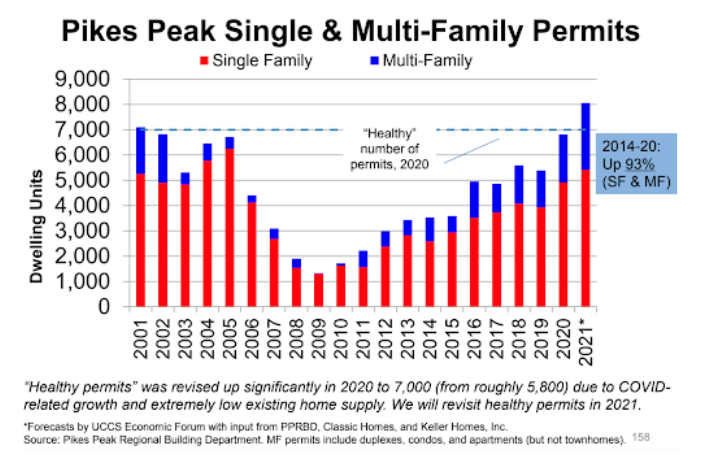 Pikes Peak Single & Multi-Family Permits
Single Family
Multi-Family
9,000
8,000
7,000
6,000
5,000
4,000
3,000
2,000
1,000
0
Dwelling Units
"Healthy"
number of
permits, 2020
2014-20:
Up 93%
(SF & MF)
2001
2002
2003
2004
2005
2006
2007
2008
2009
2010
2011
2012
2013
2014
2015
2016
2017
2018
2019
2020
2021*
"Healthy permits" was revised up significantly in 2020 to 7,000 (from roughly 5,800) due to COVID-
related growth and extremely low existing home supply. We will revisit healthy permits in 2021.
*Forecasts by UCCS Economic Forum with input from PPRBD, Classic Homes, and Keller Homes, Inc.
Source: Pikes Peak Regional Building Department. MF permits include duplexes, condos, and apartments (but not townhomes).
158